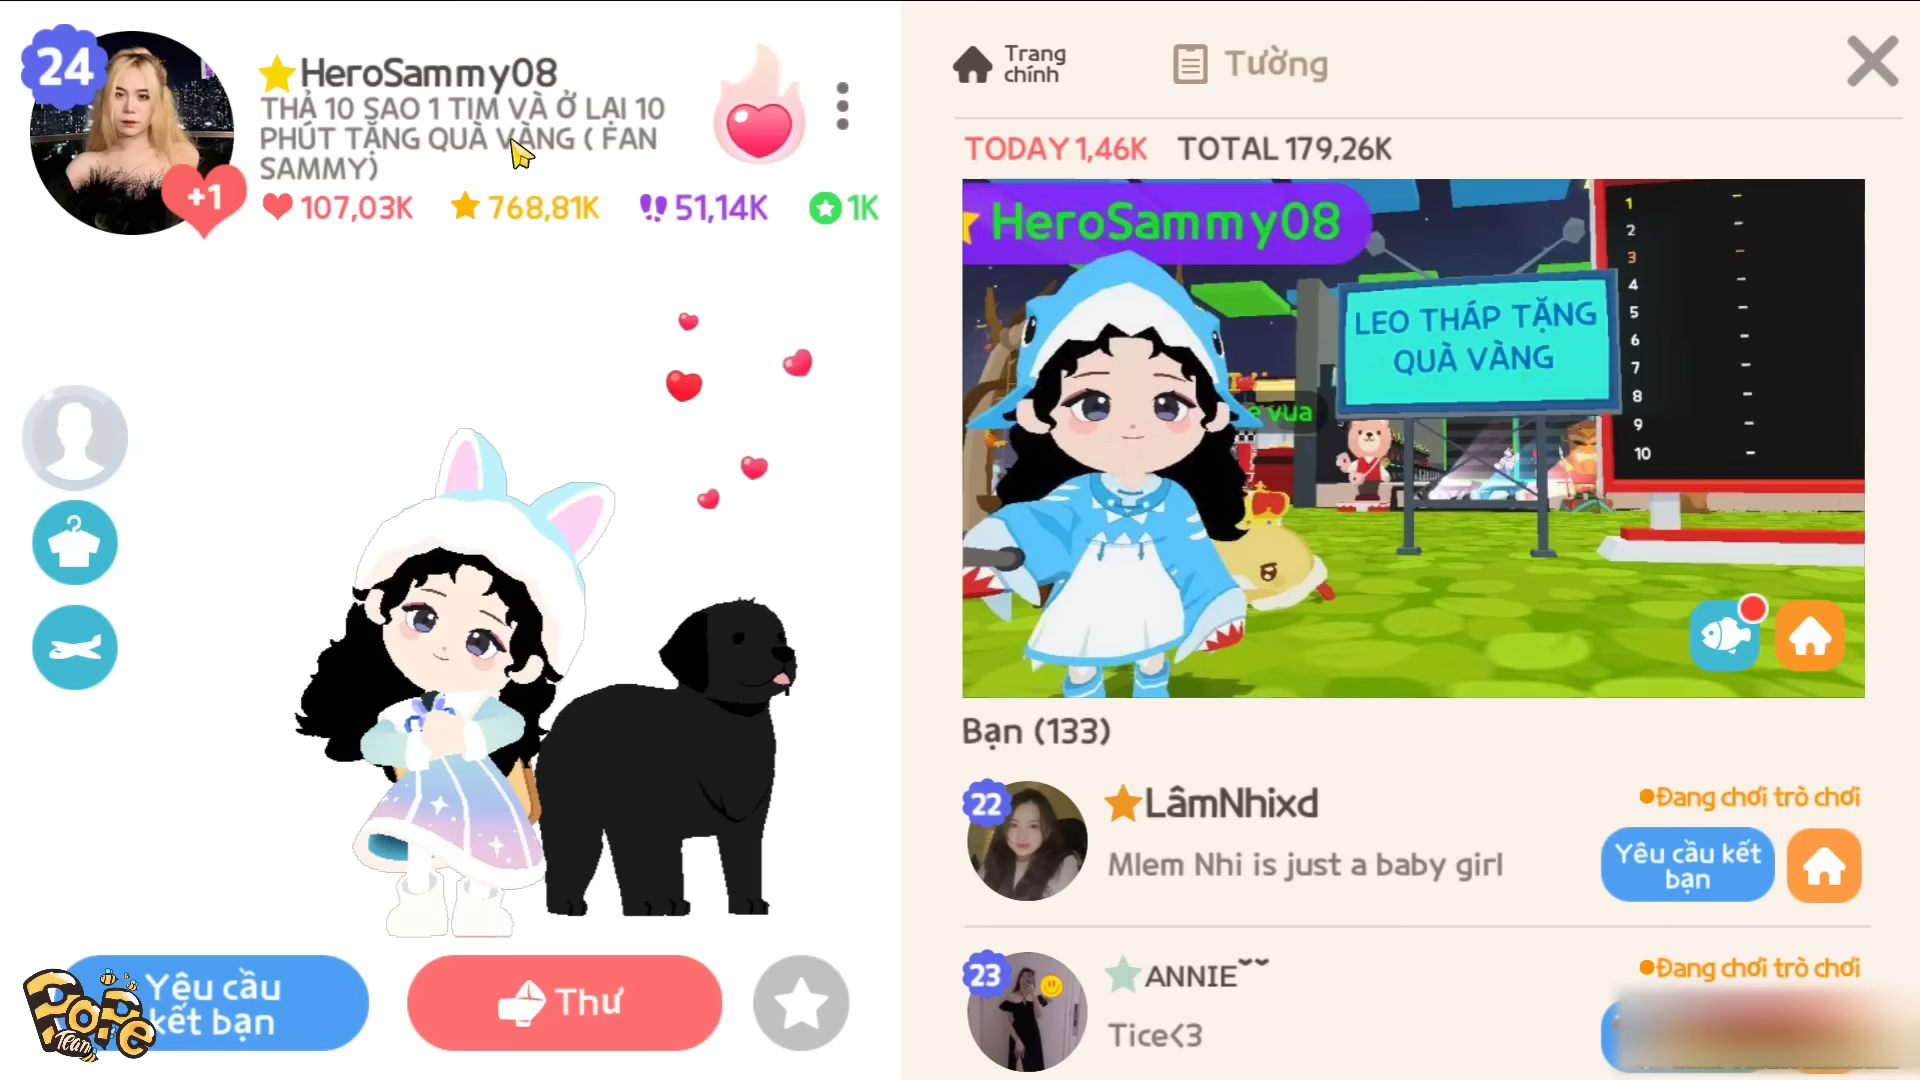 24
HeroSammy08
THẢ 10 SAO 1 TIM VÀ Ở LẠI 10
PHÚT TẶNG QUÀ VÀNG ( FAN
SAMMY)
+1
107,03K
768,81K
51,14K
1K
Yêu cầu
kết bạn
Thư
PoPe
Team
Trang
chính
Tường
TODAY 1,46K
TOTAL 179,26K
HeroSammy08
LEO THÁP TẶNG
QUÀ VÀNG
e vua
1 -
2 -
3 -
4 -
5 -
6 -
7 -
8 -
9 -
10 -
Bạn (133)
22
LâmNhixd
Mlem Nhi is just a baby girl
Đang chơi trò chơi
Yêu cầu kết
bạn
23
ANNIE˘˘
Tice<3
Đang chơi trò chơi